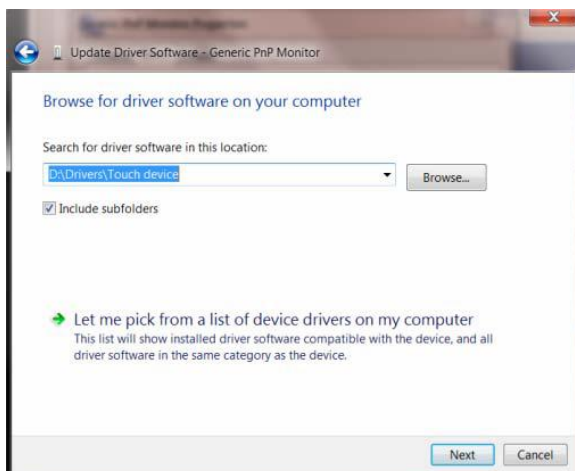 Update Driver Software - Generic PnP Monitor
Browse for driver software on your computer
Search for driver software in this location:
D:\Drivers\Touch device
Browse...
Include subfolders
Let me pick from a list of device drivers on my computer
This list will show installed driver software compatible with the device, and all
driver software in the same category as the device.
Next
Cancel